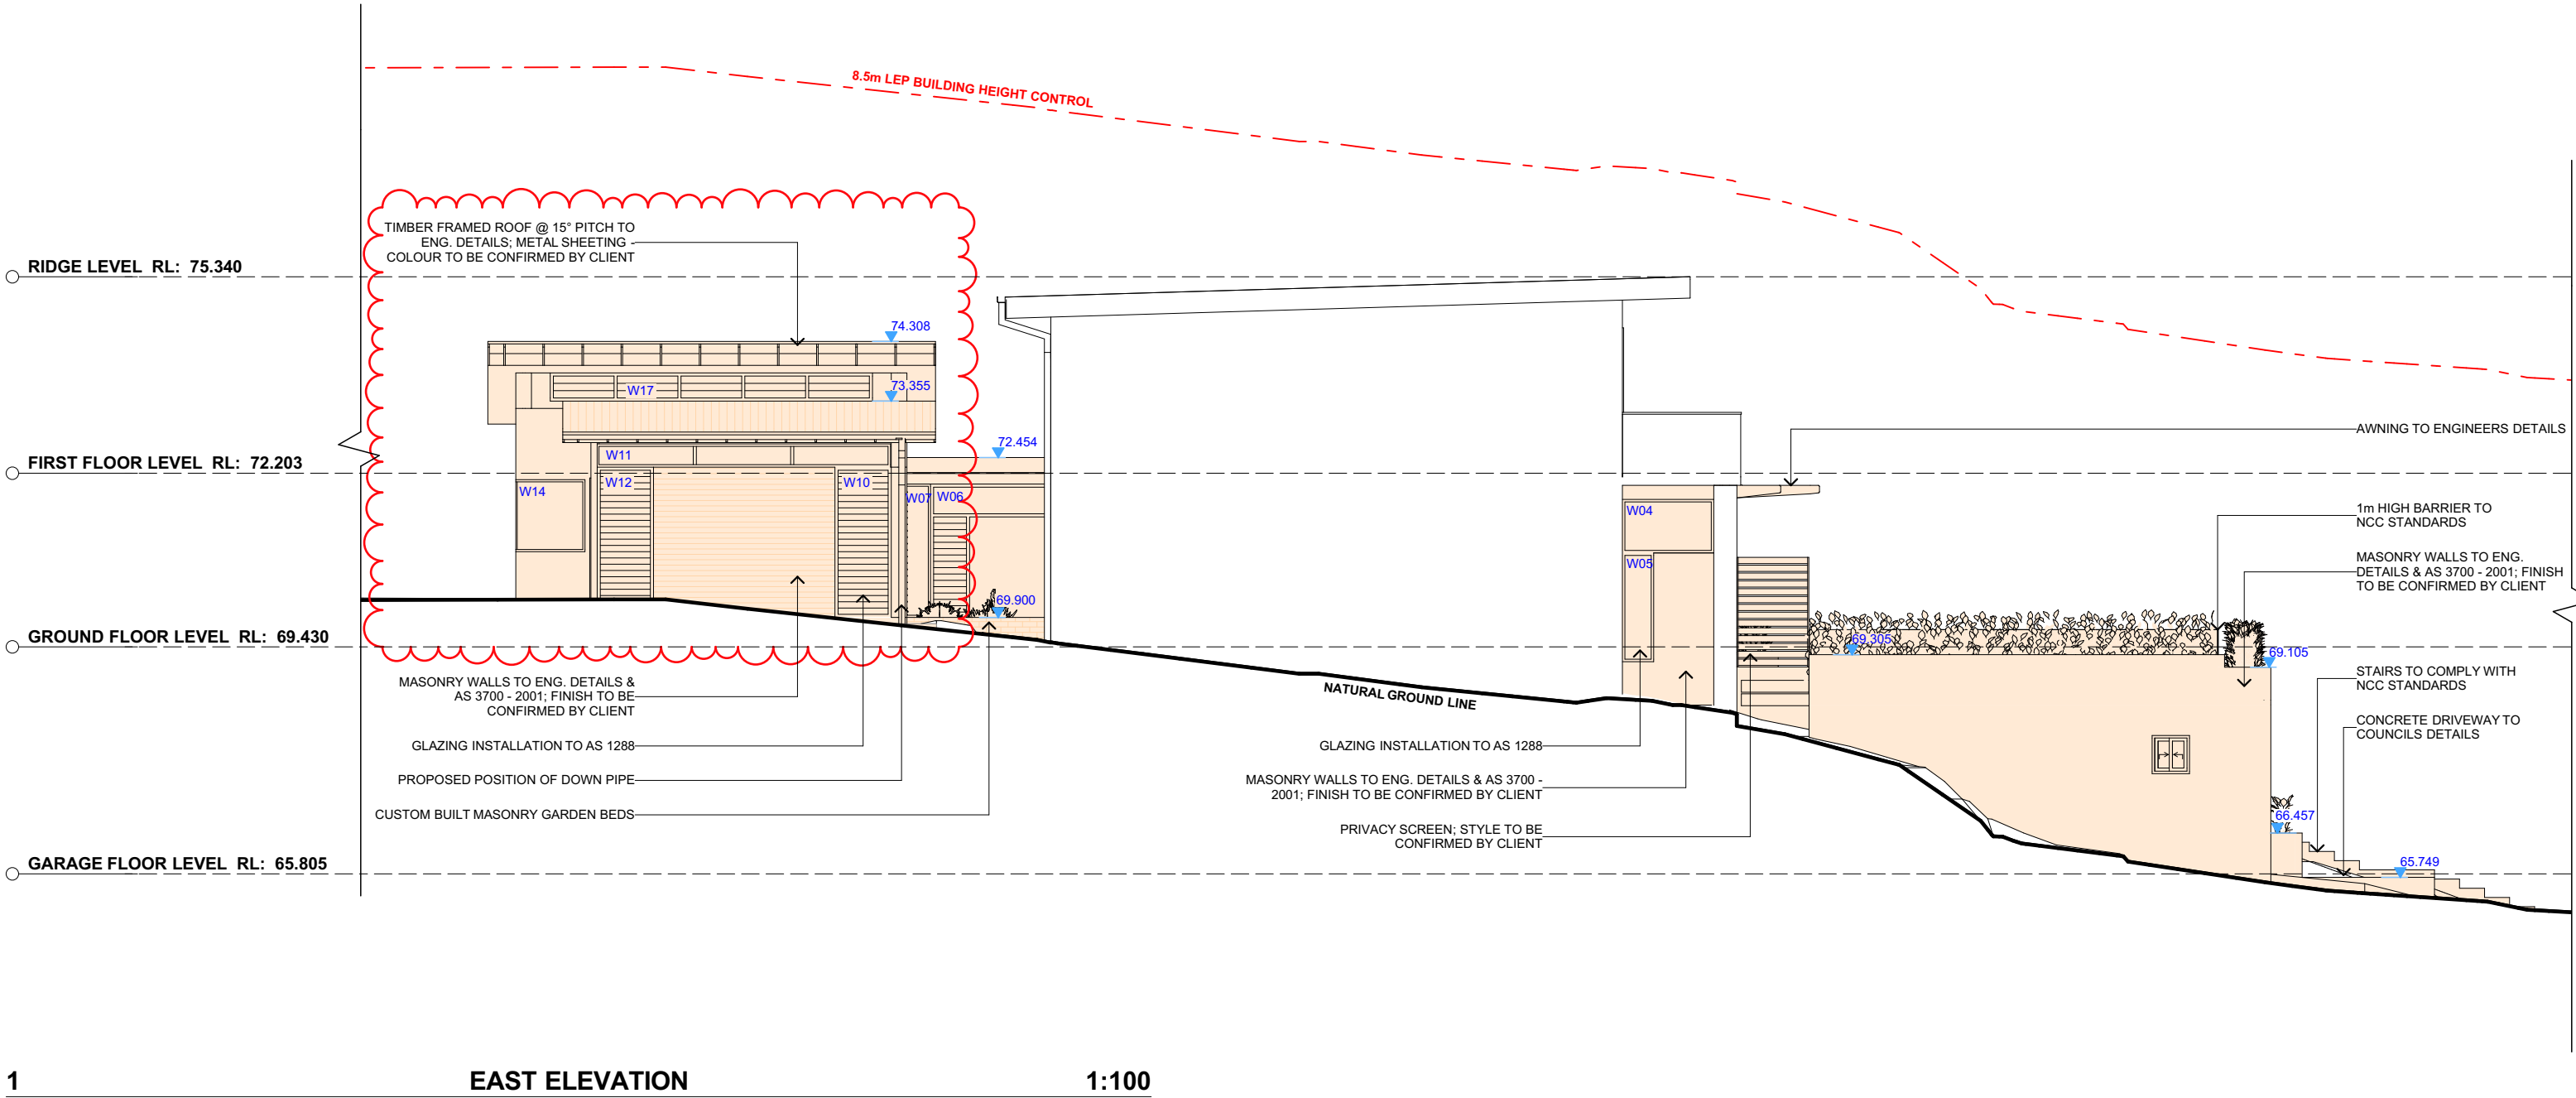 8.5m LEP BUILDING HEIGHT CONTROL
TIMBER FRAMED ROOF @ 15° PITCH TO
ENG. DETAILS; METAL SHEETING -
COLOUR TO BE CONFIRMED BY CLIENT
RIDGE LEVEL RL: 75.340
74.308
73.355
W17
72.454
AWNING TO ENGINEERS DETAILS
FIRST FLOOR LEVEL RL: 72.203
W11
W12
W10
W14
W07
W06
W04
W05
1m HIGH BARRIER TO
NCC STANDARDS
MASONRY WALLS TO ENG.
DETAILS & AS 3700 - 2001; FINISH
TO BE CONFIRMED BY CLIENT
69.900
GROUND FLOOR LEVEL RL: 69.430
69.305
69.105
MASONRY WALLS TO ENG. DETAILS &
AS 3700 - 2001; FINISH TO BE
CONFIRMED BY CLIENT
NATURAL GROUND LINE
STAIRS TO COMPLY WITH
NCC STANDARDS
CONCRETE DRIVEWAY TO
COUNCILS DETAILS
GLAZING INSTALLATION TO AS 1288
GLAZING INSTALLATION TO AS 1288
PROPOSED POSITION OF DOWN PIPE
MASONRY WALLS TO ENG. DETAILS & AS 3700 -
2001; FINISH TO BE CONFIRMED BY CLIENT
CUSTOM BUILT MASONRY GARDEN BEDS
PRIVACY SCREEN; STYLE TO BE
CONFIRMED BY CLIENT
66.457
65.749
GARAGE FLOOR LEVEL RL: 65.805
1 EAST ELEVATION 1:100